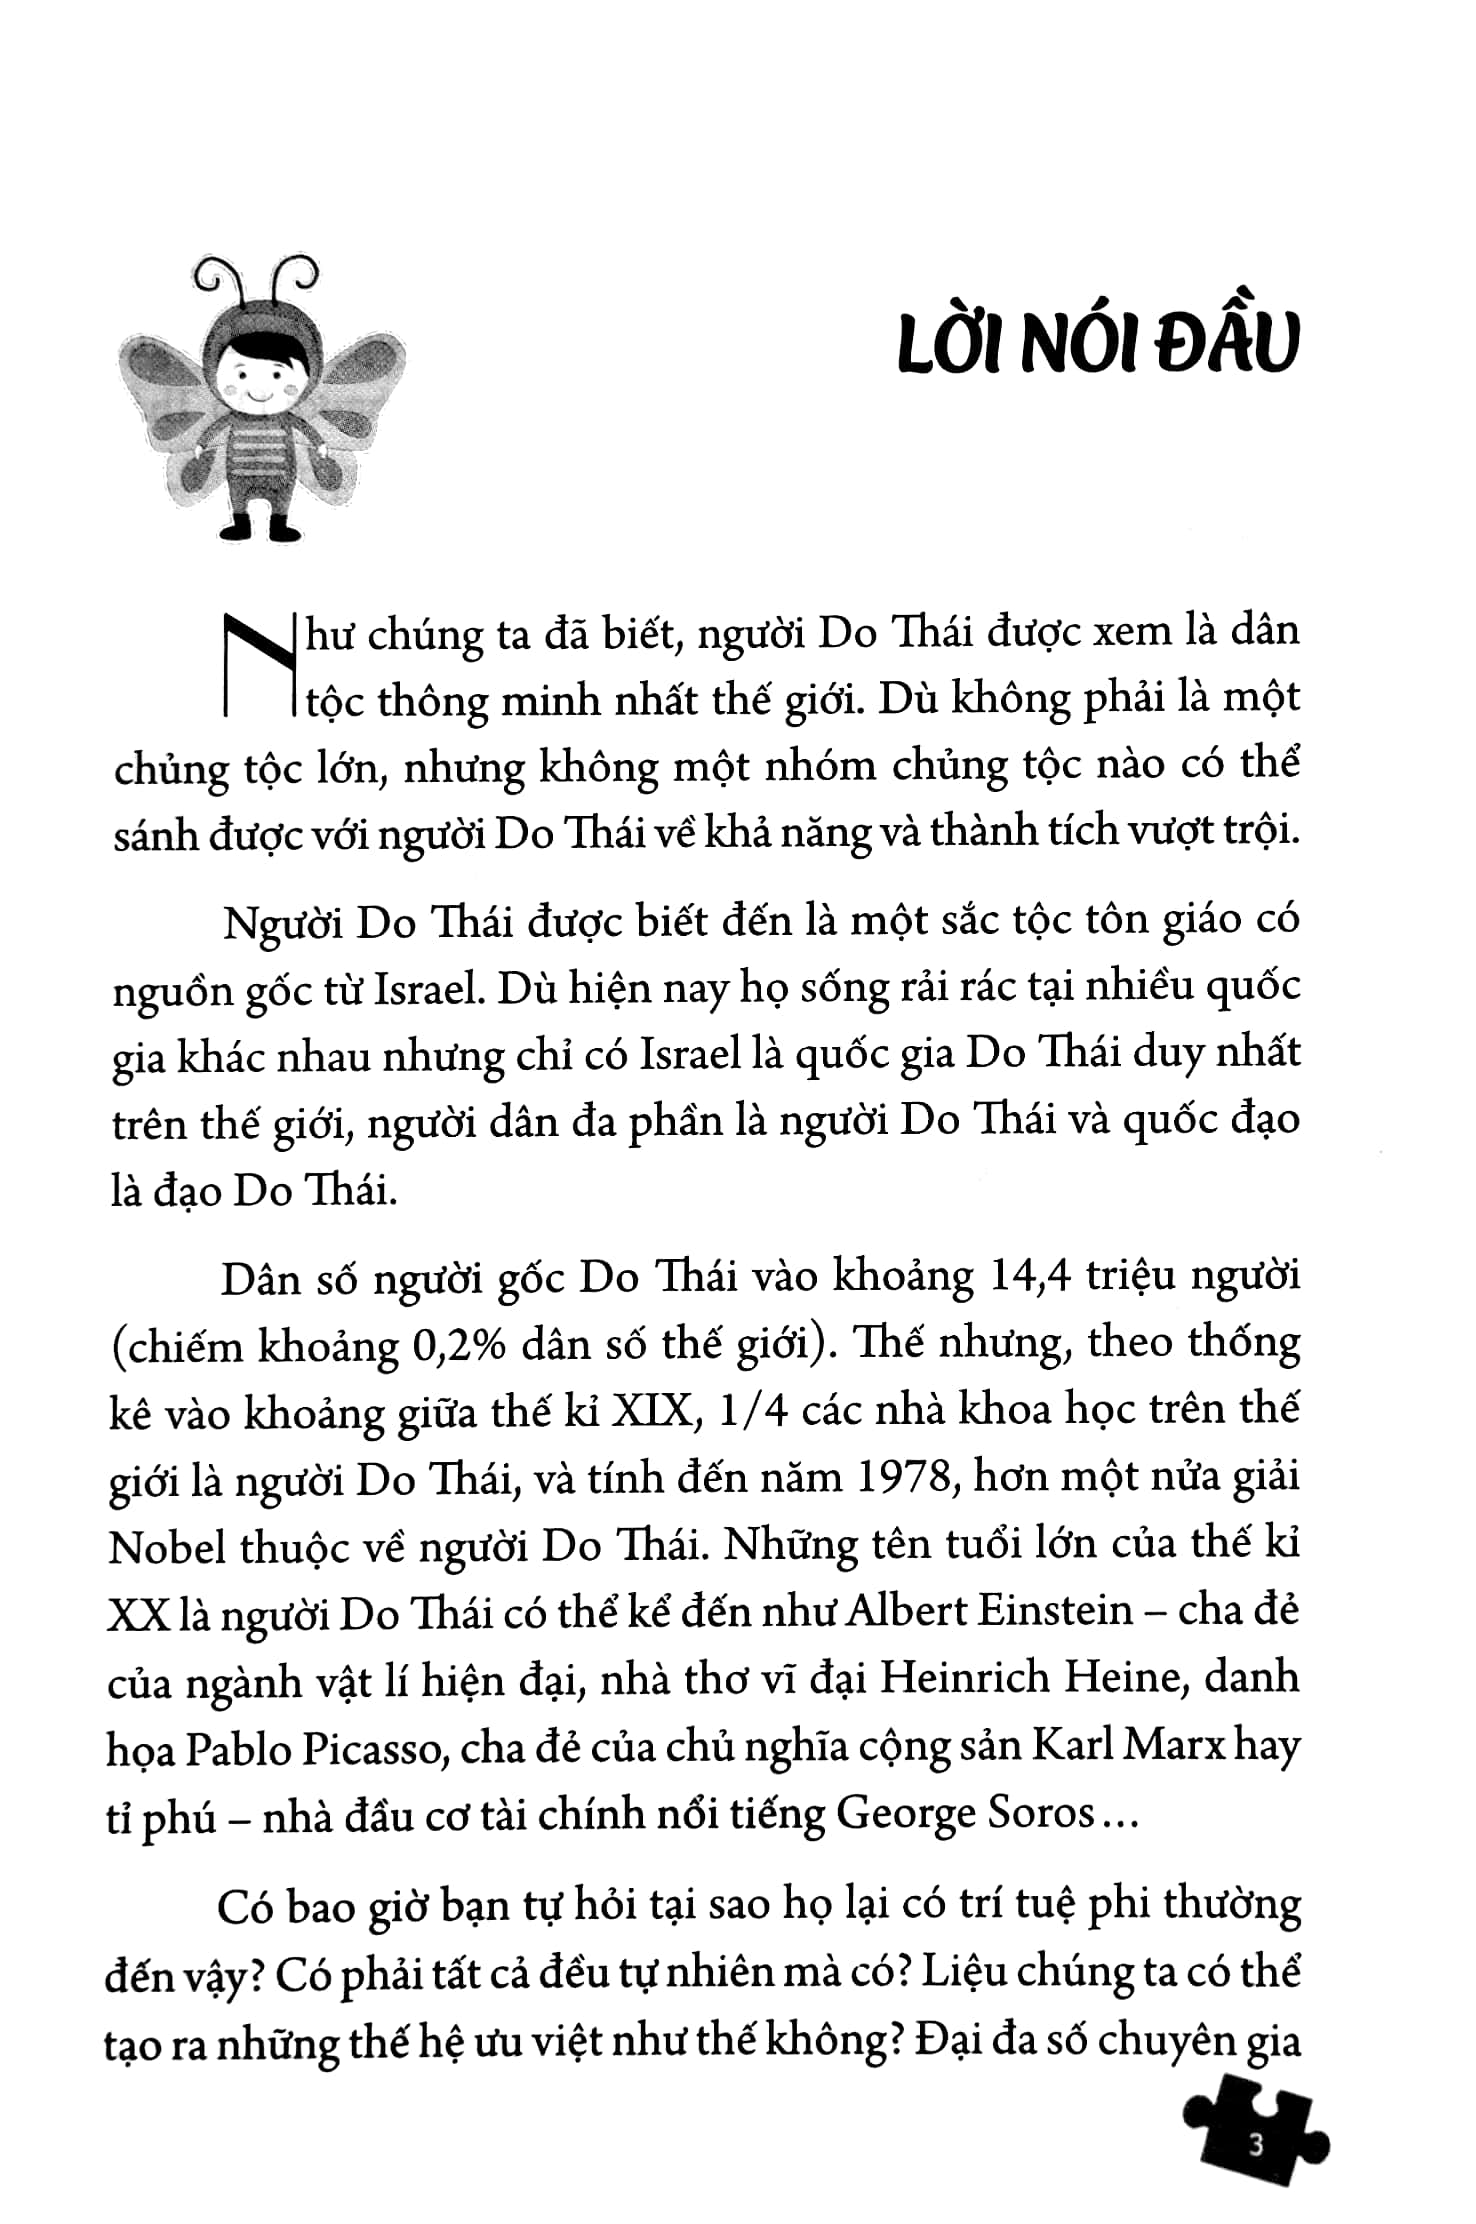 LỜI NÓI ĐẦU
Như chúng ta đã biết, người Do Thái được xem là dân
tộc thông minh nhất thế giới. Dù không phải là một
chủng tộc lớn, nhưng không một nhóm chủng tộc nào có thể
sánh được với người Do Thái về khả năng và thành tích vượt trội.
Người Do Thái được biết đến là một sắc tộc tôn giáo có
nguồn gốc từ Israel. Dù hiện nay họ sống rải rác tại nhiều quốc
gia khác nhau nhưng chỉ có Israel là quốc gia Do Thái duy nhất
trên thế giới, người dân đa phần là người Do Thái và quốc đạo
là đạo Do Thái.
Dân số người gốc Do Thái vào khoảng 14,4 triệu người
(chiếm khoảng 0,2% dân số thế giới). Thế nhưng, theo thống
kê vào khoảng giữa thế kỉ XIX, 1/4 các nhà khoa học trên thế
giới là người Do Thái, và tính đến năm 1978, hơn một nửa giải
Nobel thuộc về người Do Thái. Những tên tuổi lớn của thế kỉ
XX là người Do Thái có thể kể đến như Albert Einstein – cha đẻ
của ngành vật lí hiện đại, nhà thơ vĩ đại Heinrich Heine, danh
họa Pablo Picasso, cha đẻ của chủ nghĩa cộng sản Karl Marx hay
tỉ phú – nhà đầu cơ tài chính nổi tiếng George Soros…
Có bao giờ bạn tự hỏi tại sao họ lại có trí tuệ phi thường
đến vậy? Có phải tất cả đều tự nhiên mà có? Liệu chúng ta có thể
tạo ra những thế hệ ưu việt như thế không? Đại đa số chuyên gia
3